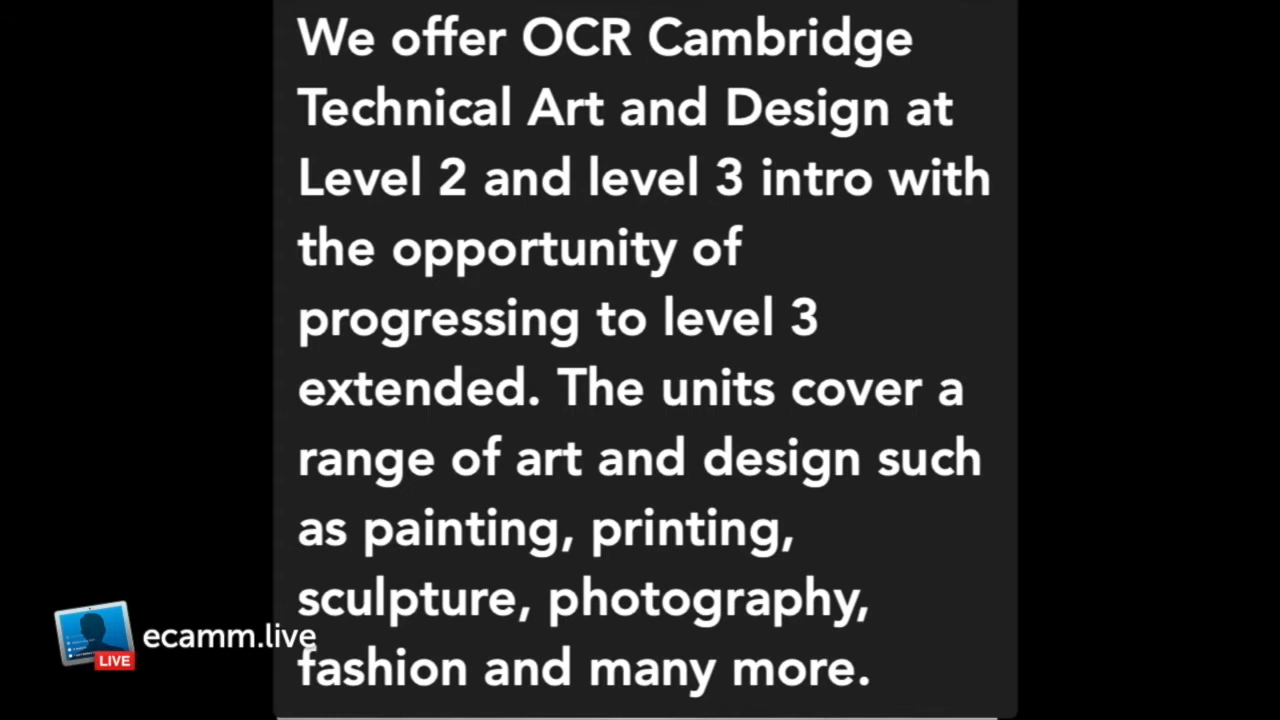 We offer OCR Cambridge
Technical Art and Design at
Level 2 and level 3 intro with
the opportunity of
progressing to level 3
extended. The units cover a
range of art and design such
as painting, printing,
sculpture, photography,
fashion and many more.
ecamm.live
LIVE